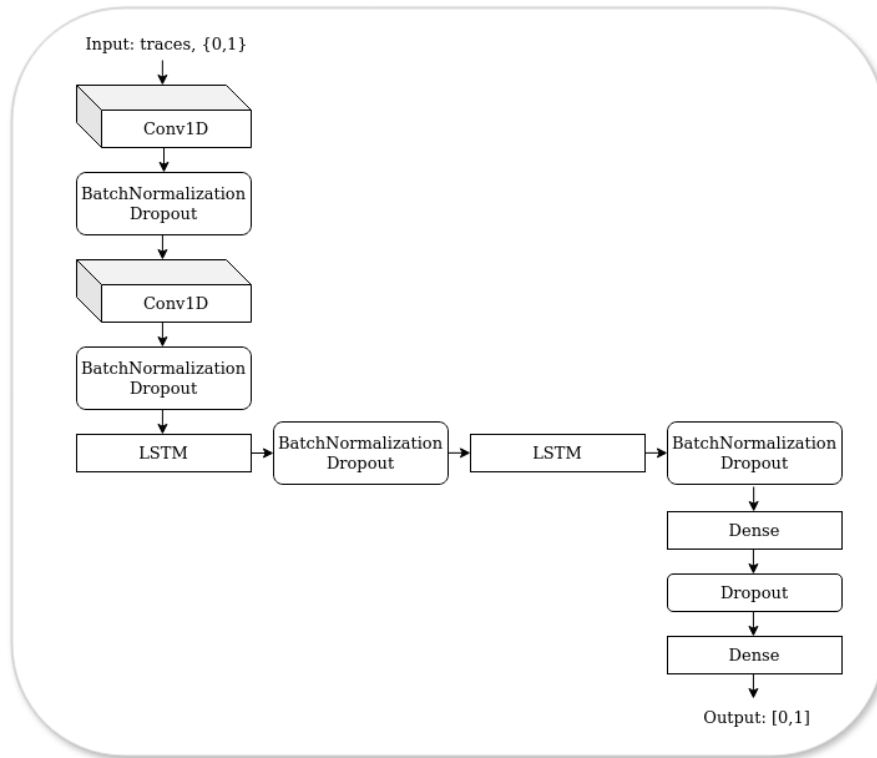 Input: traces, {0,1}
Conv1D
BatchNormalization
Dropout
Conv1D
BatchNormalization
Dropout
LSTM
BatchNormalization
Dropout
LSTM
BatchNormalization
Dropout
Dense
Dropout
Dense
Output: [0,1]